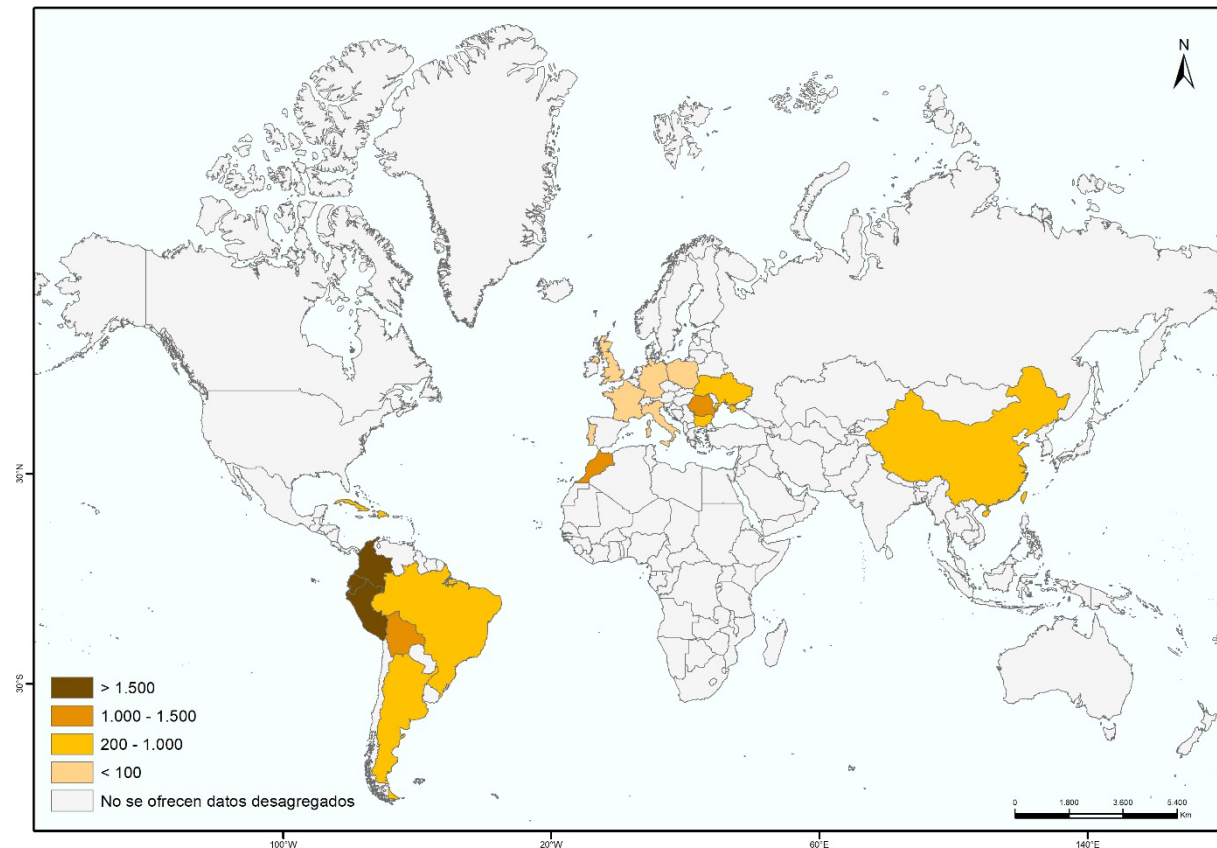 N
30°N
30°S
> 1.500
1.000 - 1.500
200 - 1.000
< 100
No se ofrecen datos desagregados
0 1.800 3.600 5.400
Km
100°W 20°W 60°E 140°E